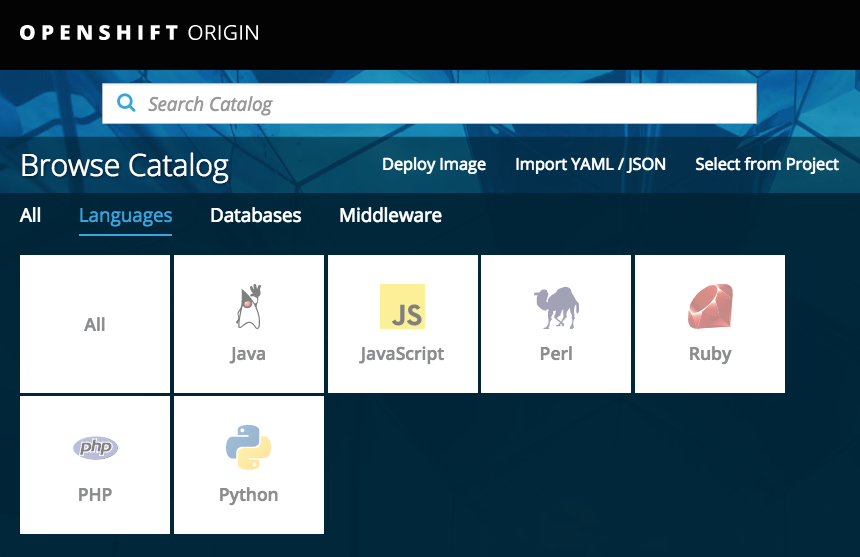 OPENSHIFT ORIGIN
Search Catalog
Browse Catalog Deploy Image Import YAML / JSON Select from Project
All Languages Databases Middleware
JS
All Java JavaScript Perl Ruby
php
PHP Python